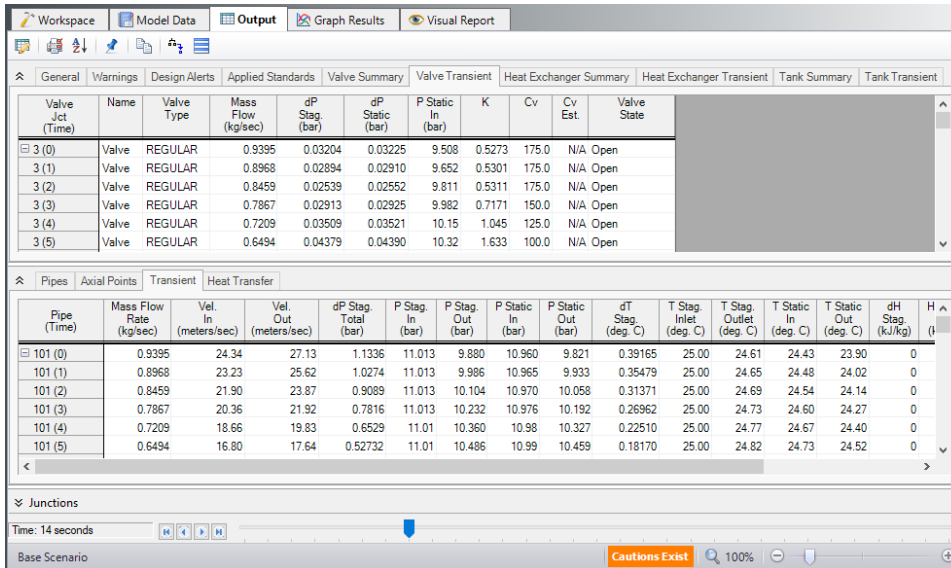 Workspace Model Data Output Graph Results Visual Report
General Warnings Design Alerts Applied Standards Valve Summary Valve Transient Heat Exchanger Summary Heat Exchanger Transient Tank Summary Tank Transient
Valve Name Valve Mass dP dP P Static K Cv Cv Valve
Jct Type Flow Stag. Static In Est. State
(Time) (kg/sec) (bar) (bar) (bar)
3 (0) Valve REGULAR 0.9395 0.03204 0.03225 9.508 0.5273 175.0 N/A Open
3 (1) Valve REGULAR 0.8968 0.02894 0.02910 9.652 0.5301 175.0 N/A Open
3 (2) Valve REGULAR 0.8459 0.02539 0.02552 9.811 0.5311 175.0 N/A Open
3 (3) Valve REGULAR 0.7867 0.02913 0.02925 9.982 0.7171 150.0 N/A Open
3 (4) Valve REGULAR 0.7209 0.03509 0.03521 10.15 1.045 125.0 N/A Open
3 (5) Valve REGULAR 0.6494 0.04379 0.04390 10.32 1.633 100.0 N/A Open
Pipes Axial Points Transient Heat Transfer
Pipe Mass Flow Vel. Vel. dP Stag. P Stag. P Stag. P Static P Static dT T Stag. T Stag. T Static T Static dH H
(Time) Rate In Out Total In Out In Out Stag. Inlet Outlet In Out Stag.
(kg/sec) (meters/sec) (meters/sec) (bar) (bar) (bar) (bar) (bar) (deg. C) (deg. C) (deg. C) (deg. C) (deg. C) (kJ/kg)
101 (0) 0.9395 24.34 27.13 1.1336 11.013 9.880 10.960 9.821 0.39165 25.00 24.61 24.43 23.90 0
101 (1) 0.8968 23.23 25.62 1.0274 11.013 9.986 10.965 9.933 0.35479 25.00 24.65 24.48 24.02 0
101 (2) 0.8459 21.90 23.87 0.9089 11.013 10.104 10.970 10.058 0.31371 25.00 24.69 24.54 24.14 0
101 (3) 0.7867 20.36 21.92 0.7816 11.013 10.232 10.976 10.192 0.26962 25.00 24.73 24.60 24.27 0
101 (4) 0.7209 18.66 19.83 0.6529 11.01 10.360 10.98 10.327 0.22510 25.00 24.77 24.67 24.40 0
101 (5) 0.6494 16.80 17.64 0.52732 11.01 10.486 10.99 10.459 0.18170 25.00 24.82 24.73 24.52 0
Junctions
Time: 14 seconds
Base Scenario Cautions Exist 100%